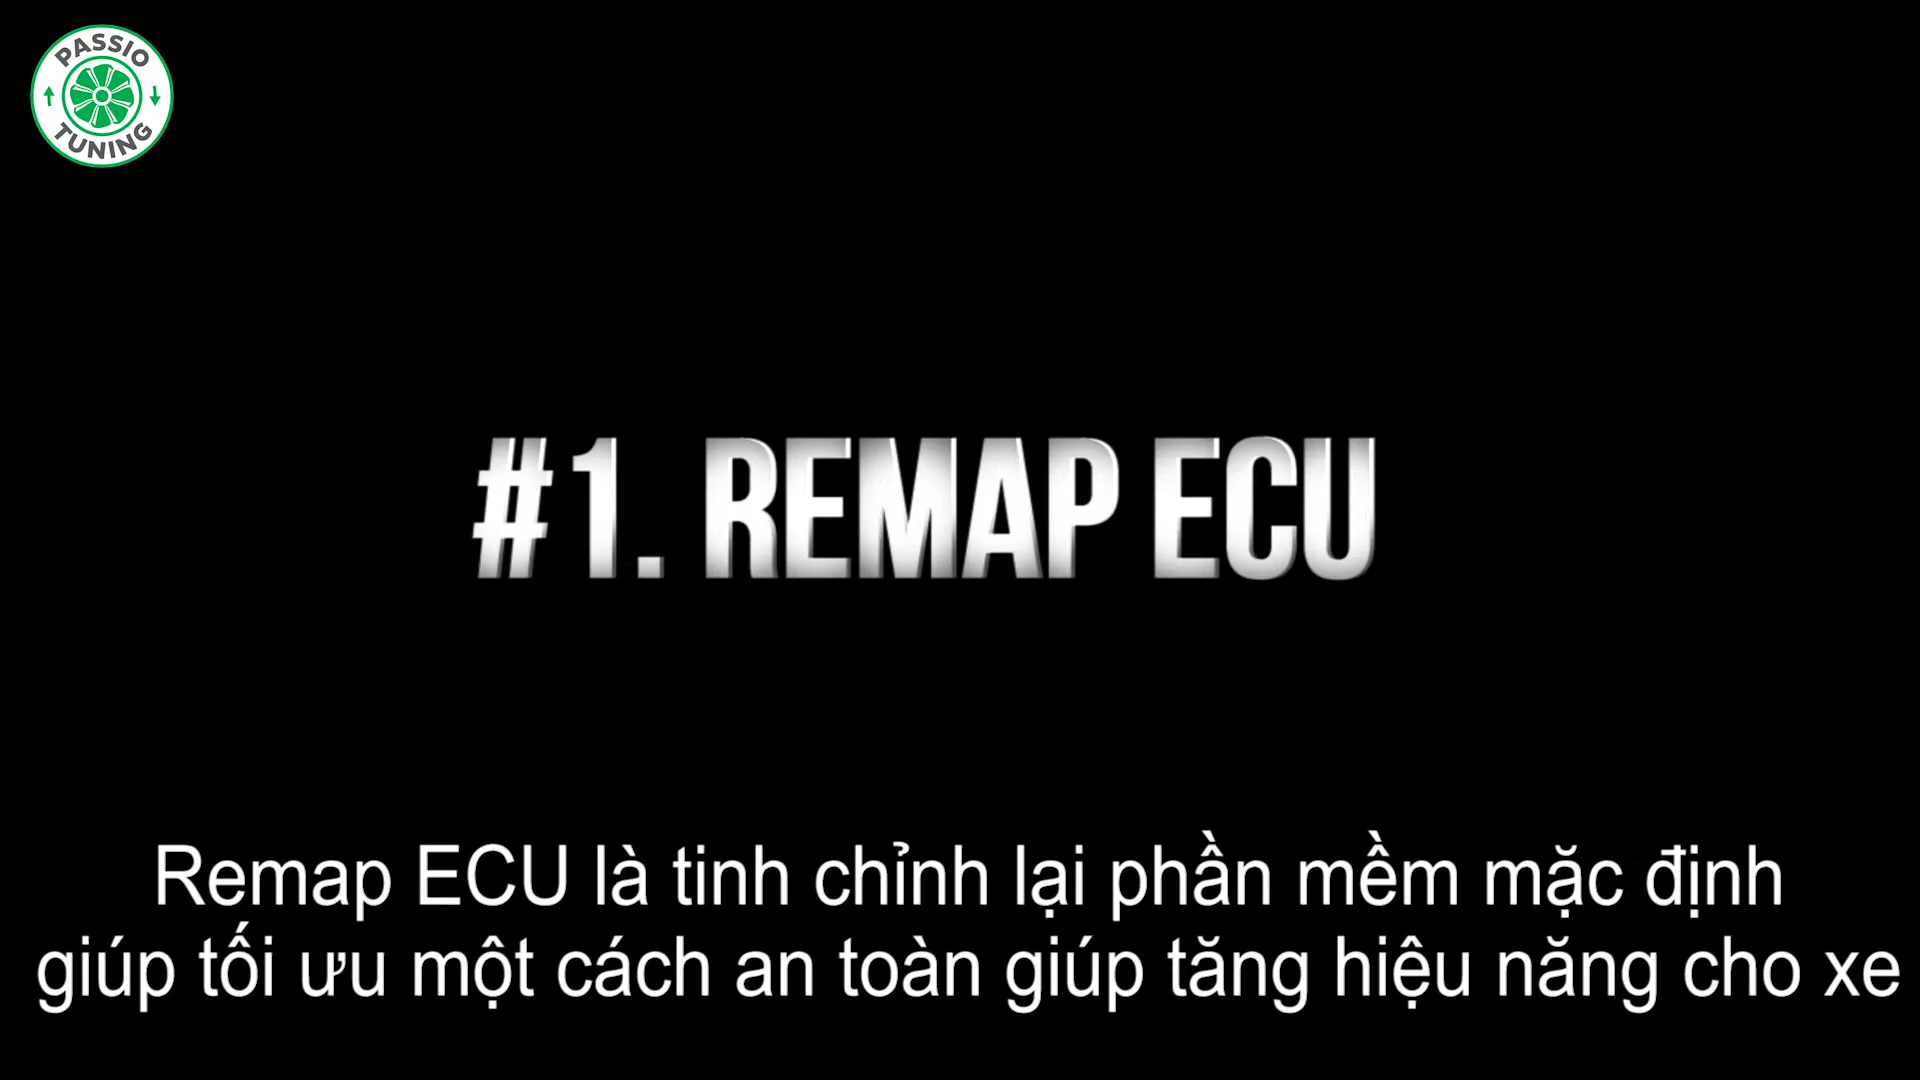 PASSIO
TUNING
#1. REMAP ECU
Remap ECU là tinh chỉnh lại phần mềm mặc định
giúp tối ưu một cách an toàn giúp tăng hiệu năng cho xe